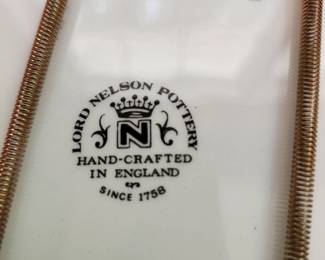 LORD NELSON POTTERY
N
HAND-CRAFTED
IN ENGLAND
SINCE 1758